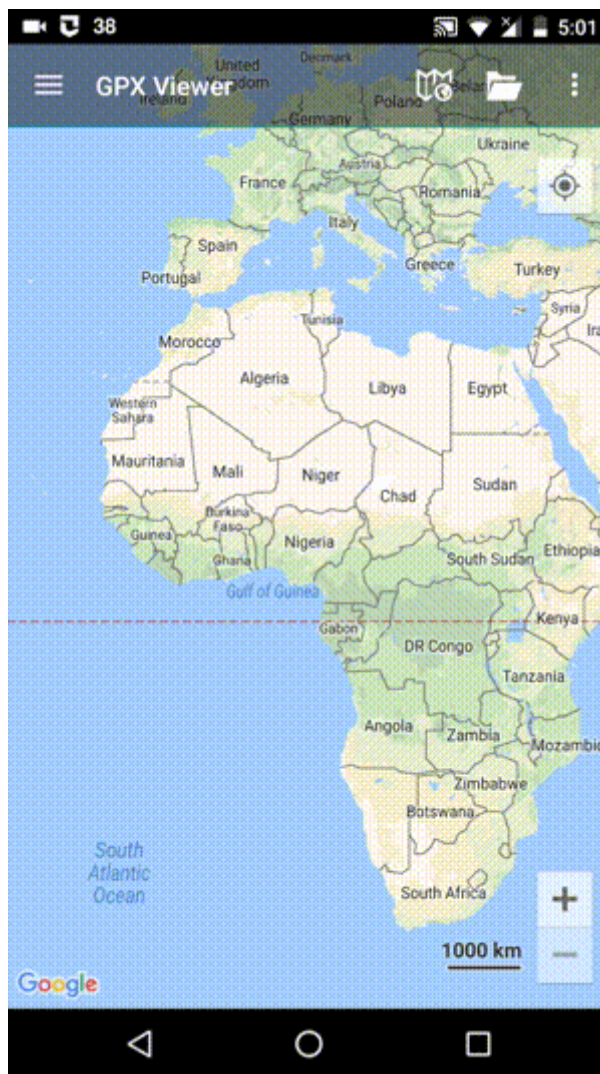 38
5:01
United
Kingdom
Denmark
GPX Viewer
Ireland
Poland
Belar
Germany
Ukraine
Austria
France
Romania
Italy
Spain
Greece
Portugal
Turkey
Syria
Tunisia
Ira
Morocco
Algeria
Libya
Egypt
Western
Sahara
Mauritania
Mali
Niger
Chad
Sudan
Burkina
Faso
Guinea
Nigeria
Ghana
South Sudan
Ethiopia
Gulf of Guinea
Gabon
Kenya
DR Congo
Tanzania
Angola
Zambia
Mozambic
Zimbabwe
Botswana
South
Atlantic
Ocean
South Africa
1000 km
Google